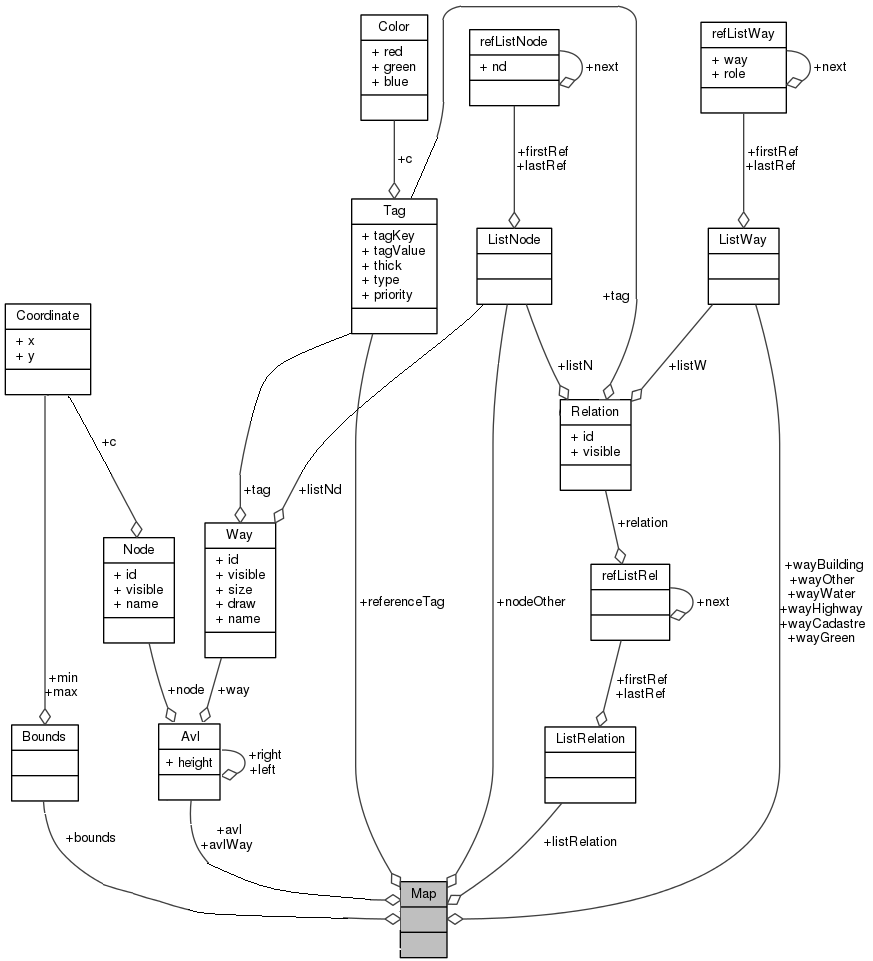 Color
+ red
+ green
+ blue
refListNode
+ nd
+next
refListWay
+ way
+ role
+next
+c
+firstRef
+lastRef
+firstRef
+lastRef
Tag
+ tagKey
+ tagValue
+ thick
+ type
+ priority
ListNode
ListWay
+tag
Coordinate
+ x
+ y
+listN
+listW
Relation
+ id
+ visible
+c
+tag
+listNd
+relation
Node
+ id
+ visible
+ name
Way
+ id
+ visible
+ size
+ draw
+ name
refListRel
+next
+referenceTag
+nodeOther
+wayBuilding
+wayOther
+wayWater
+wayHighway
+wayCadastre
+wayGreen
+min
+max
+node
+way
+firstRef
+lastRef
Bounds
Avl
+ height
+right
+left
ListRelation
+bounds
+avl
+avlWay
+listRelation
Map